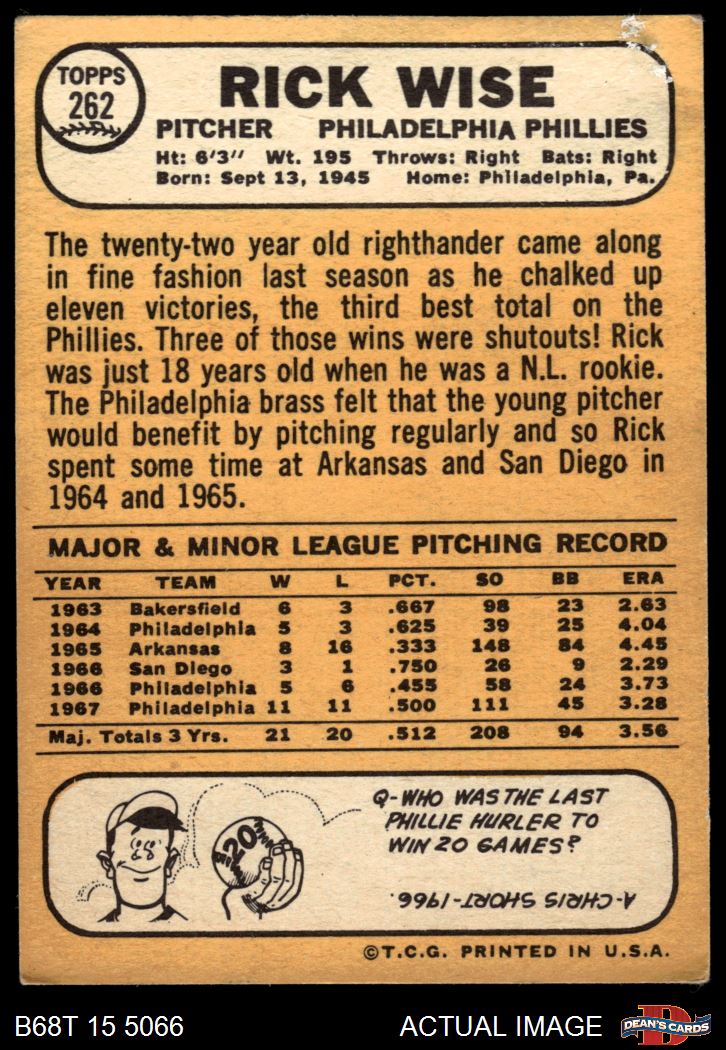 TOPPS
262
RICK WISE
PITCHER PHILADELPHIA PHILLIES
Ht: 6'3" Wt. 195 Throws: Right Bats: Right
Born: Sept 13, 1945 Home: Philadelphia, Pa.
The twenty-two year old righthander came along
in fine fashion last season as he chalked up
eleven victories, the third best total on the
Phillies. Three of those wins were shutouts! Rick
was just 18 years old when he was a N.L. rookie.
The Philadelphia brass felt that the young pitcher
would benefit by pitching regularly and so Rick
spent some time at Arkansas and San Diego in
1964 and 1965.
MAJOR & MINOR LEAGUE PITCHING RECORD
YEAR TEAM W L PCT. SO BB ERA
1963 Bakersfield 6 3 .667 98 23 2.63
1964 Philadelphia 5 3 .625 39 25 4.04
1965 Arkansas 8 16 .333 148 84 4.45
1966 San Diego 3 1 .750 26 9 2.29
1966 Philadelphia 5 6 .455 58 24 3.73
1967 Philadelphia 11 11 .500 111 45 3.28
Maj. Totals 3 Yrs. 21 20 .512 208 94 3.56
20TH WIN
Q-WHO WAS THE LAST
PHILLIE HURLER TO
WIN 20 GAMES?
A-CHRIS SHORT-1966.
©T.C.G. PRINTED IN U.S.A.
B68T 15 5066 ACTUAL IMAGE
D
DEAN'S CARDS